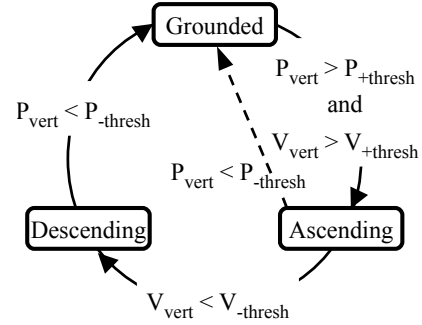 Grounded
P_vert > P_+thresh
and
V_vert > V_+thresh
P_vert < P_-thresh
P_vert < P_-thresh
Descending
Ascending
V_vert < V_-thresh